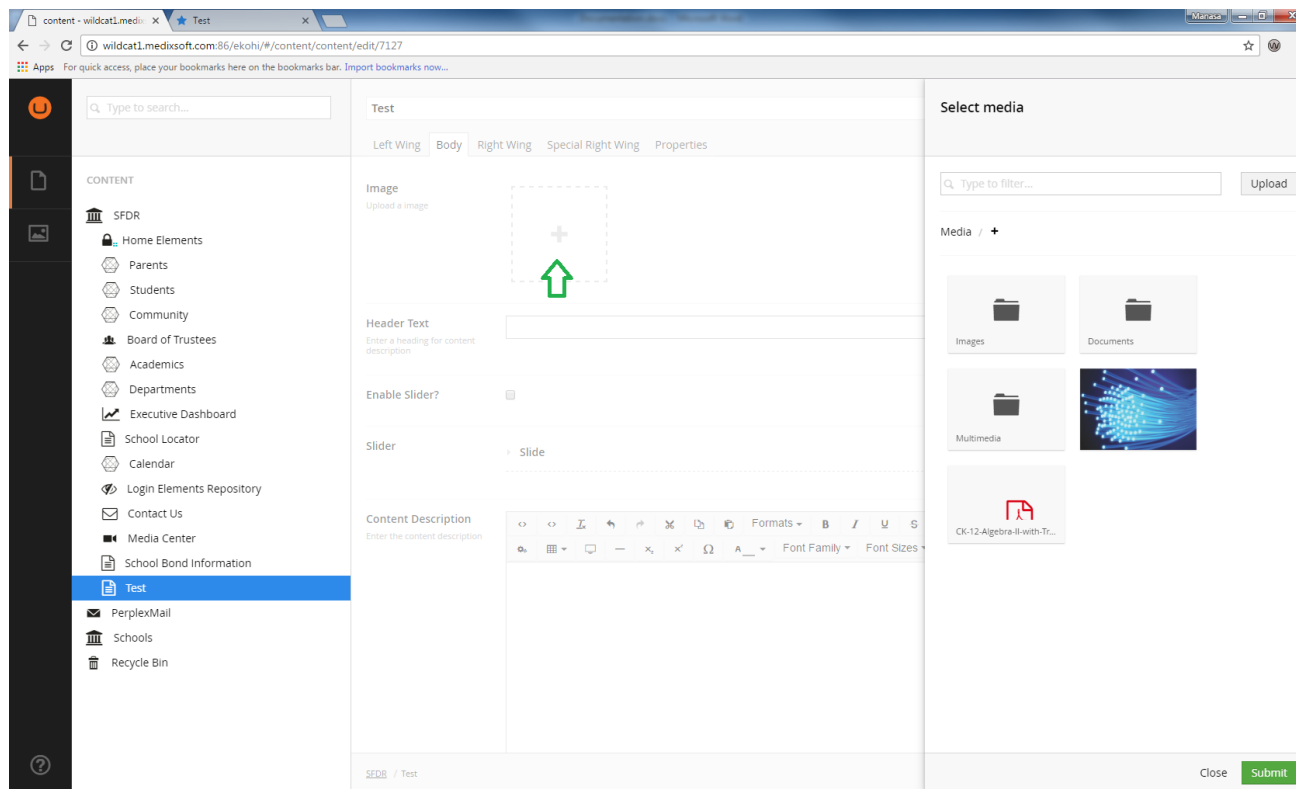 content - wildcat1.medix
Test
Manasa
wildcat1.medixsoft.com:86/ekohi/#/content/content/edit/7127
Apps For quick access, place your bookmarks here on the bookmarks bar. Import bookmarks now...
Type to search...
CONTENT
SFDR
Home Elements
Parents
Students
Community
Board of Trustees
Academics
Departments
Executive Dashboard
School Locator
Calendar
Login Elements Repository
Contact Us
Media Center
School Bond Information
Test
PerplexMail
Schools
Recycle Bin
Test
Left Wing Body Right Wing Special Right Wing Properties
Image
Upload a image
Header Text
Enter a heading for content
description
Enable Slider?
Slider
Slide
Content Description
Enter the content description
Formats B I U S
A Font Family Font Sizes
SFDR / Test
Select media
Type to filter...
Upload
Media / +
Images
Documents
Multimedia
CK-12-Algebra-II-with-Tr...
Close
Submit